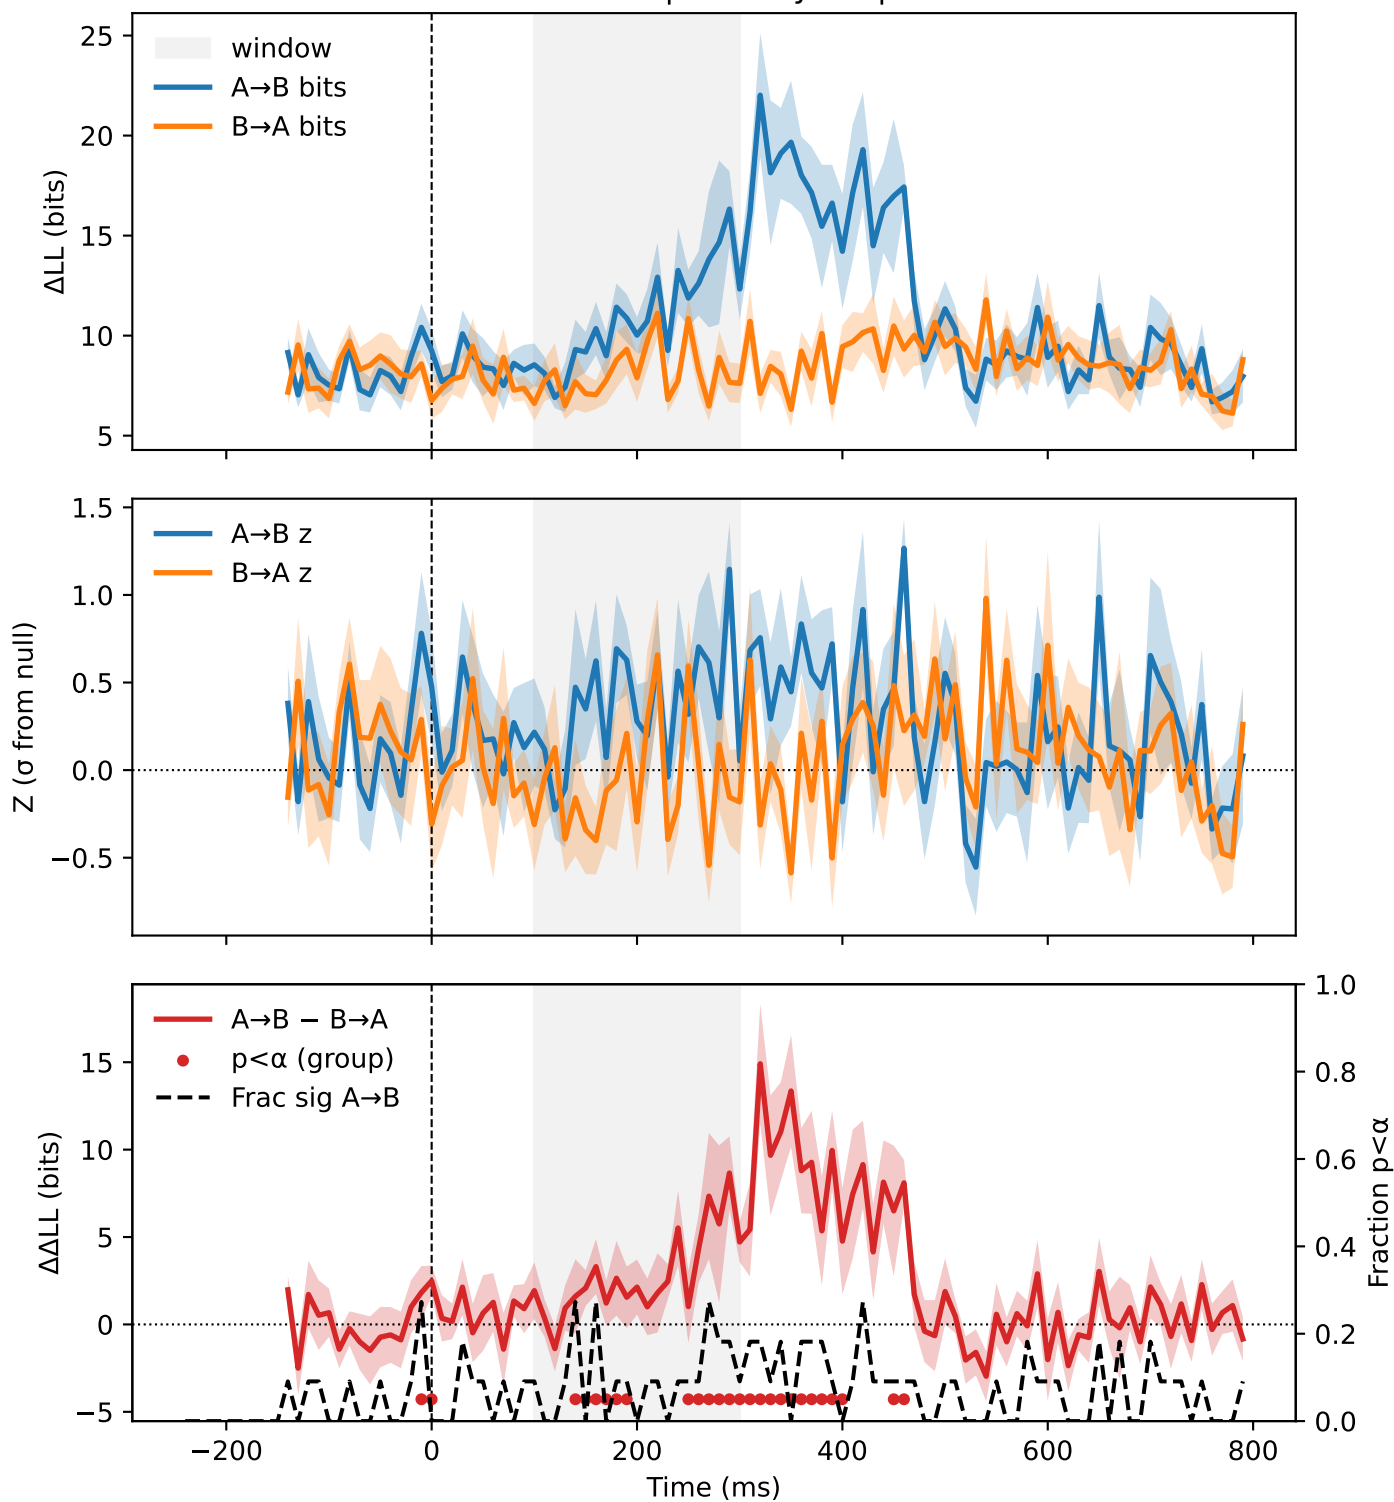 25
20
15
10
5
ΔLL (bits)
window
A→B bits
B→A bits
1.5
1.0
0.5
0.0
−0.5
Z (σ from null)
A→B z
B→A z
15
10
5
0
−5
ΔΔLL (bits)
A→B − B→A
p<α (group)
Frac sig A→B
1.0
0.8
0.6
0.4
0.2
0.0
Fraction p<α
−200 0 200 400 600 800
Time (ms)